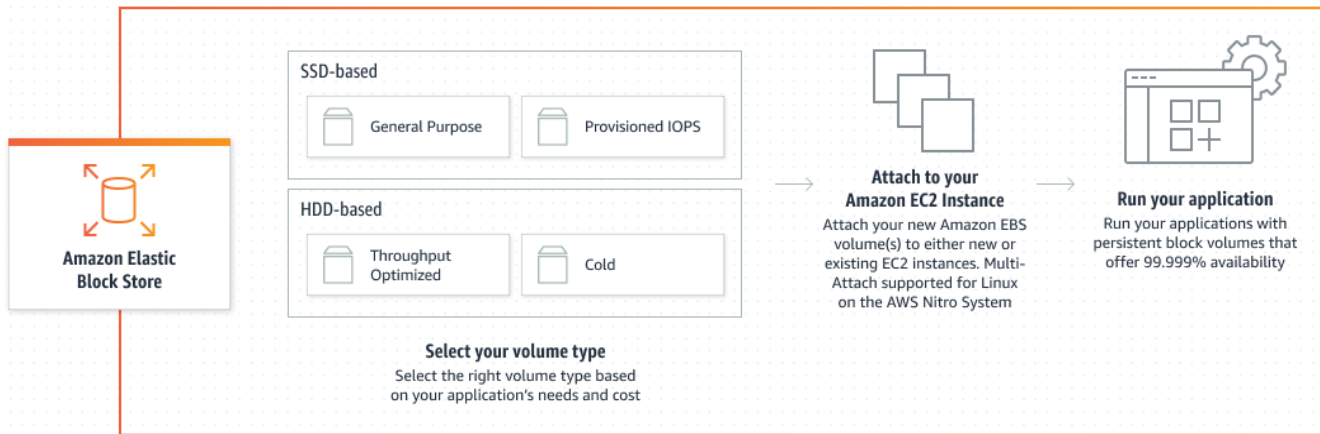 Amazon Elastic
Block Store
SSD-based
General Purpose
Provisioned IOPS
HDD-based
Throughput
Optimized
Cold
Select your volume type
Select the right volume type based
on your application's needs and cost
Attach to your
Amazon EC2 Instance
Attach your new Amazon EBS
volume(s) to either new or
existing EC2 instances. Multi-
Attach supported for Linux
on the AWS Nitro System
Run your application
Run your applications with
persistent block volumes that
offer 99.999% availability